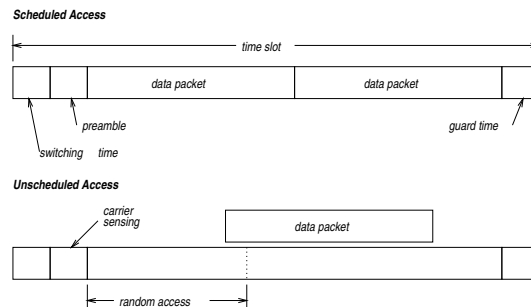 Scheduled Access
time slot
data packet data packet
preamble guard time
switching time
Unscheduled Access
carrier
sensing
data packet
random access